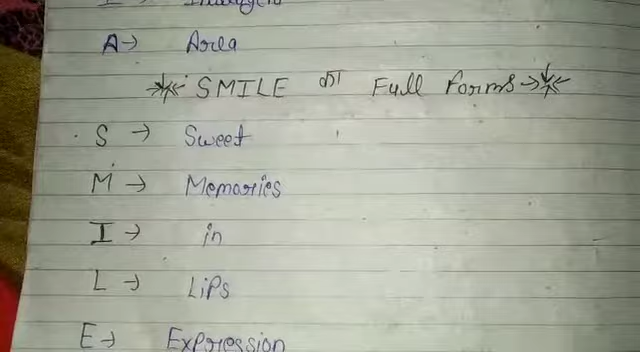 A→ Area
SMILE का Full Forms→
S → Sweet
M → Memories
I → in
L → Lips
E→ Expression